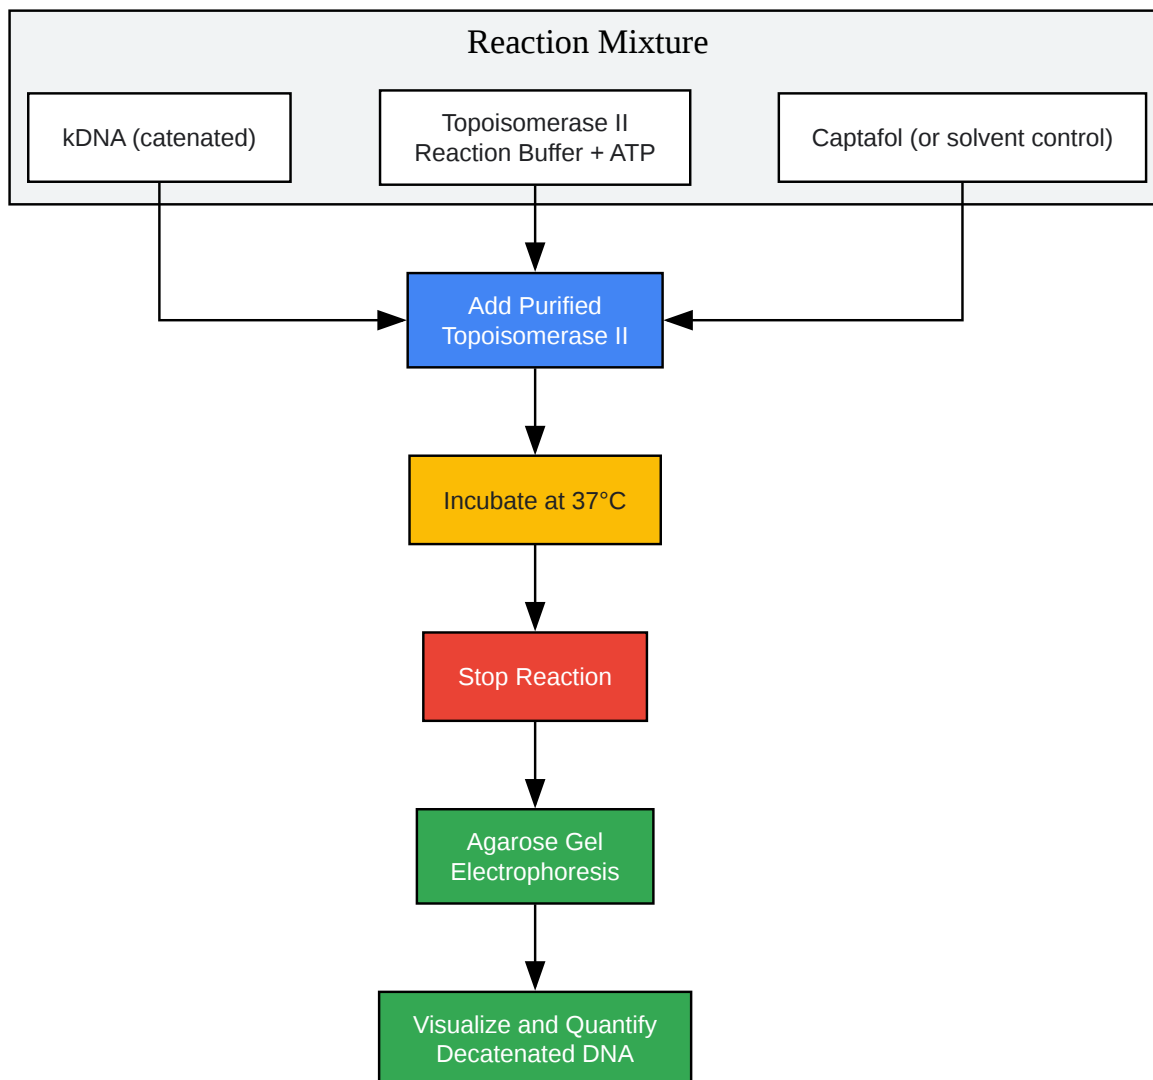 Reaction Mixture
kDNA (catenated)
Topoisomerase II
Reaction Buffer + ATP
Captafol (or solvent control)
Add Purified
Topoisomerase II
Incubate at 37°C
Stop Reaction
Agarose Gel
Electrophoresis
Visualize and Quantify
Decatenated DNA